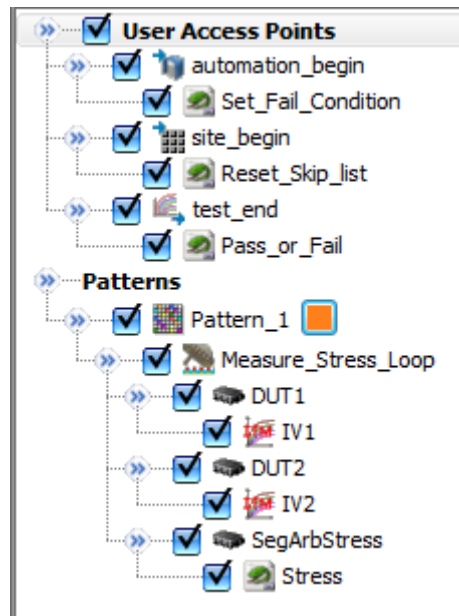 User Access Points
automation_begin
Set_Fail_Condition
site_begin
Reset_Skip_list
test_end
Pass_or_Fail
Patterns
Pattern_1
Measure_Stress_Loop
DUT1
IV1
DUT2
IV2
SegArbStress
Stress